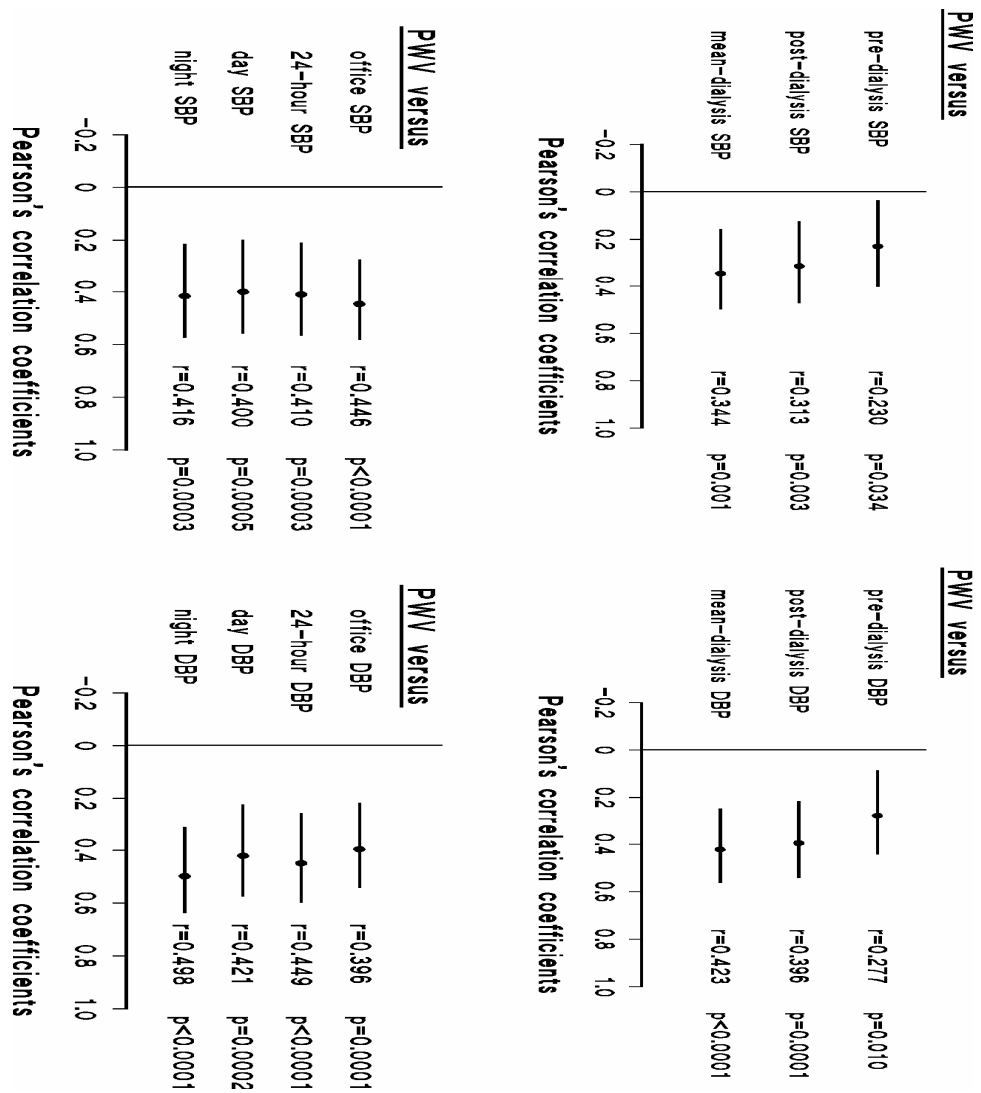 PWV versus
pre-dialysis SBP r=0.230 p=0.034
post-dialysis SBP r=0.313 p=0.003
mean-dialysis SBP r=0.344 p=0.001
-0.2 0 0.2 0.4 0.6 0.8 1.0
Pearson's correlation coefficients
PWV versus
pre-dialysis DBP r=0.277 p=0.010
post-dialysis DBP r=0.396 p=0.0001
mean-dialysis DBP r=0.423 p<0.0001
-0.2 0 0.2 0.4 0.6 0.8 1.0
Pearson's correlation coefficients
PWV versus
office SBP r=0.446 p<0.0001
24-hour SBP r=0.410 p=0.0003
day SBP r=0.400 p=0.0005
night SBP r=0.416 p=0.0003
-0.2 0 0.2 0.4 0.6 0.8 1.0
Pearson's correlation coefficients
PWV versus
office DBP r=0.396 p=0.0001
24-hour DBP r=0.449 p<0.0001
day DBP r=0.421 p=0.0002
night DBP r=0.498 p<0.0001
-0.2 0 0.2 0.4 0.6 0.8 1.0
Pearson's correlation coefficients